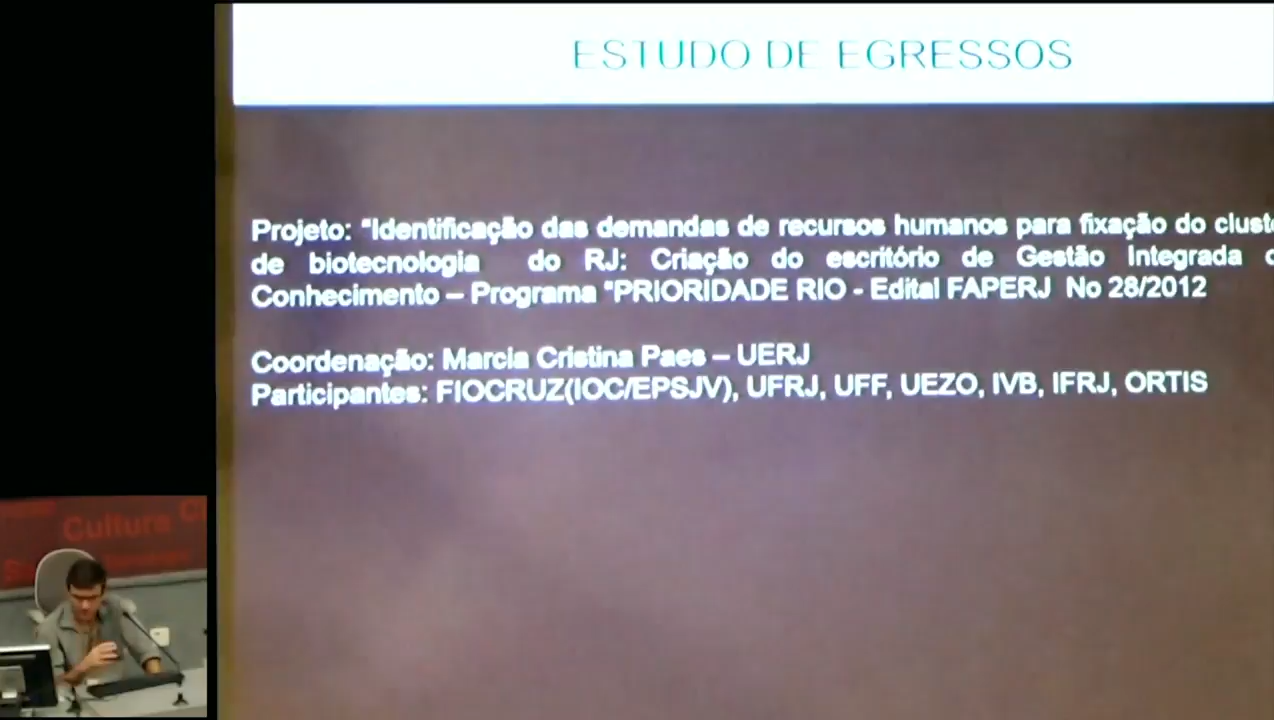 ESTUDO DE EGRESSOS
Projeto: "Identificação das demandas de recursos humanos para fixação do clust
de biotecnologia do RJ: Criação do escritório de Gestão Integrada
Conhecimento – Programa "PRIORIDADE RIO - Edital FAPERJ No 28/2012
Coordenação: Marcia Cristina Paes – UERJ
Participantes: FIOCRUZ(IOC/EPSJV), UFRJ, UFF, UEZO, IVB, IFRJ, ORTIS
Cultura